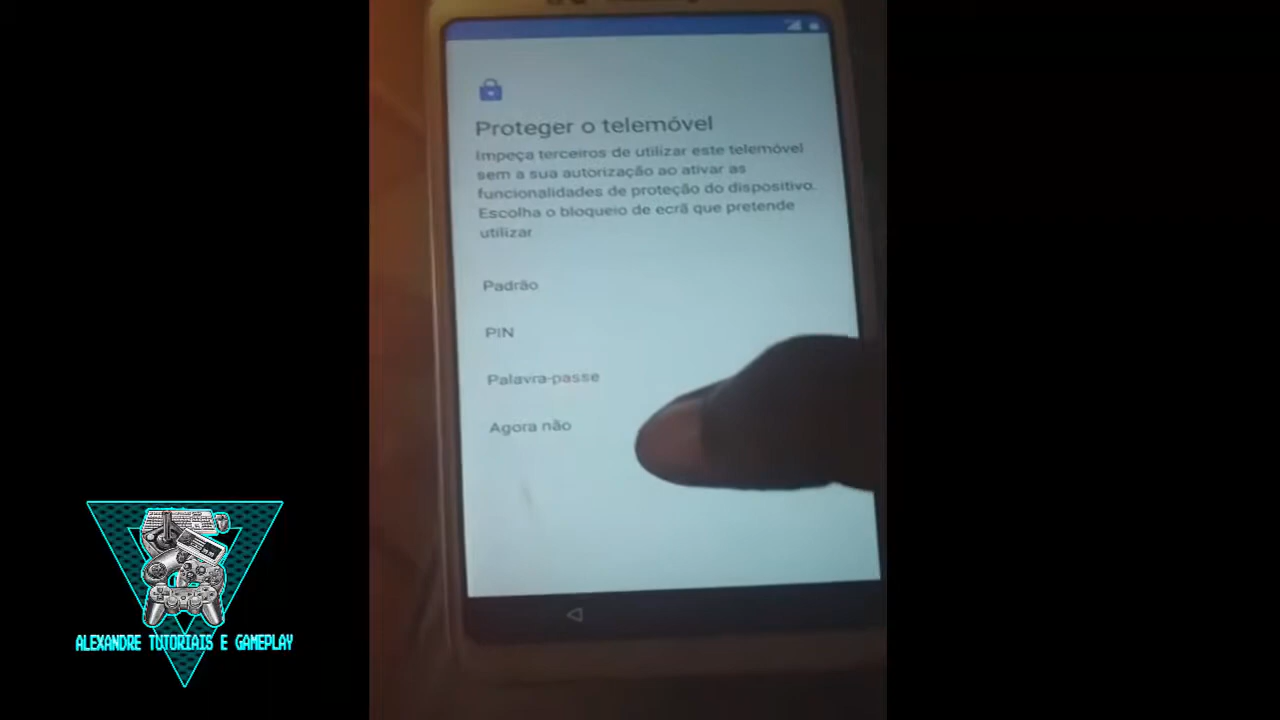 Proteger o telemóvel
Impeça terceiros de utilizar este telemóvel
sem a sua autorização ao ativar as
funcionalidades de proteção do dispositivo.
Escolha o bloqueio de ecrã que pretende
utilizar
Padrão
PIN
Palavra-passe
Agora não
ALEXANDRE TUTORIAIS E GAMEPLAY